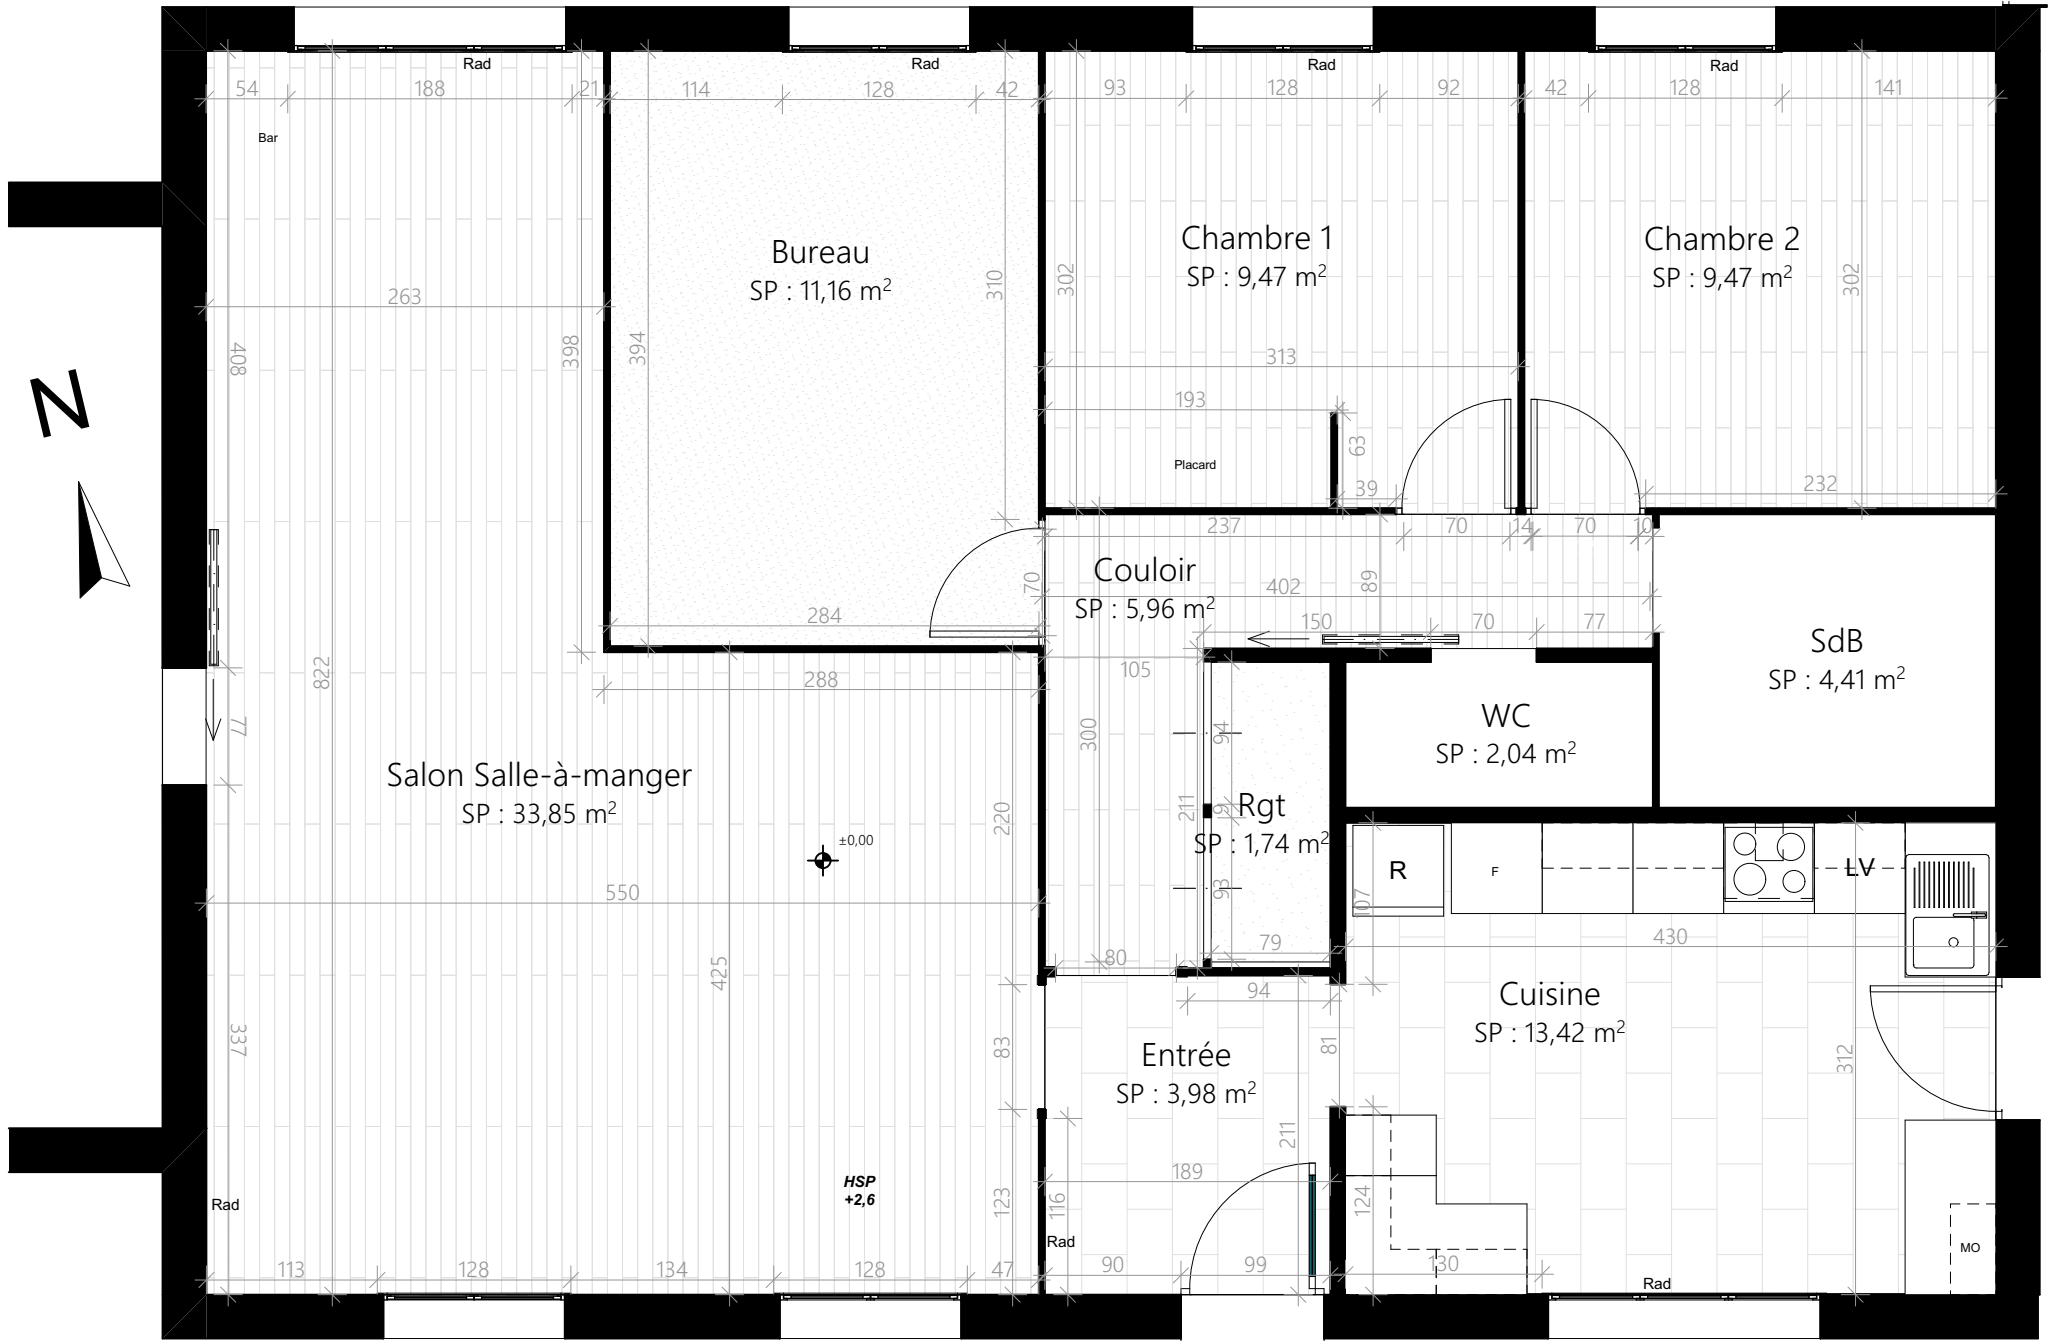 Rad
Rad
Rad
Rad
54
188
21
114
128
42
93
128
92
42
128
141
Bar
Bureau
SP : 11,16 m²
Chambre 1
SP : 9,47 m²
Chambre 2
SP : 9,47 m²
263
408
398
394
310
302
302
313
193
63
Placard
39
232
N
237
70
14
70
10
Couloir
SP : 5,96 m²
70
402
89
284
150
70
77
SdB
SP : 4,41 m²
105
288
822
77
300
94
WC
SP : 2,04 m²
Salon Salle-à-manger
SP : 33,85 m²
220
211
9
Rgt
SP : 1,74 m²
±0,00
R
F
LV
93
107
550
425
79
430
80
94
Cuisine
SP : 13,42 m²
337
83
81
312
Entrée
SP : 3,98 m²
211
HSP
+2,6
189
123
116
124
Rad
Rad
MO
113
128
134
128
47
90
99
130
Rad